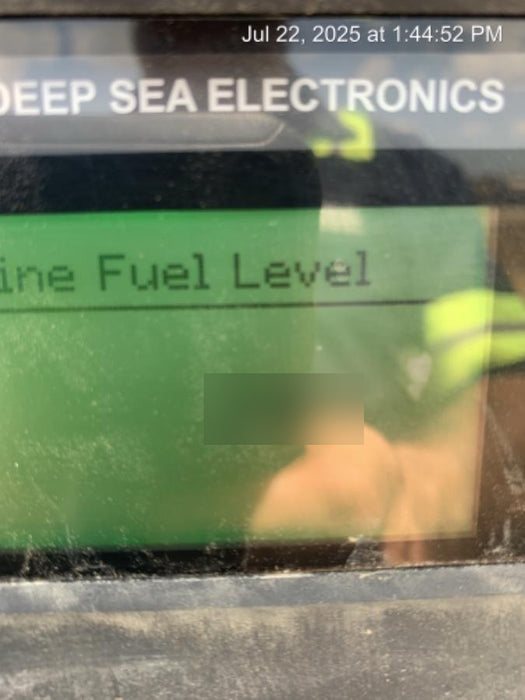 Jul 22, 2025 at 1:44:52 PM
DEEP SEA ELECTRONICS
ine Fuel Level